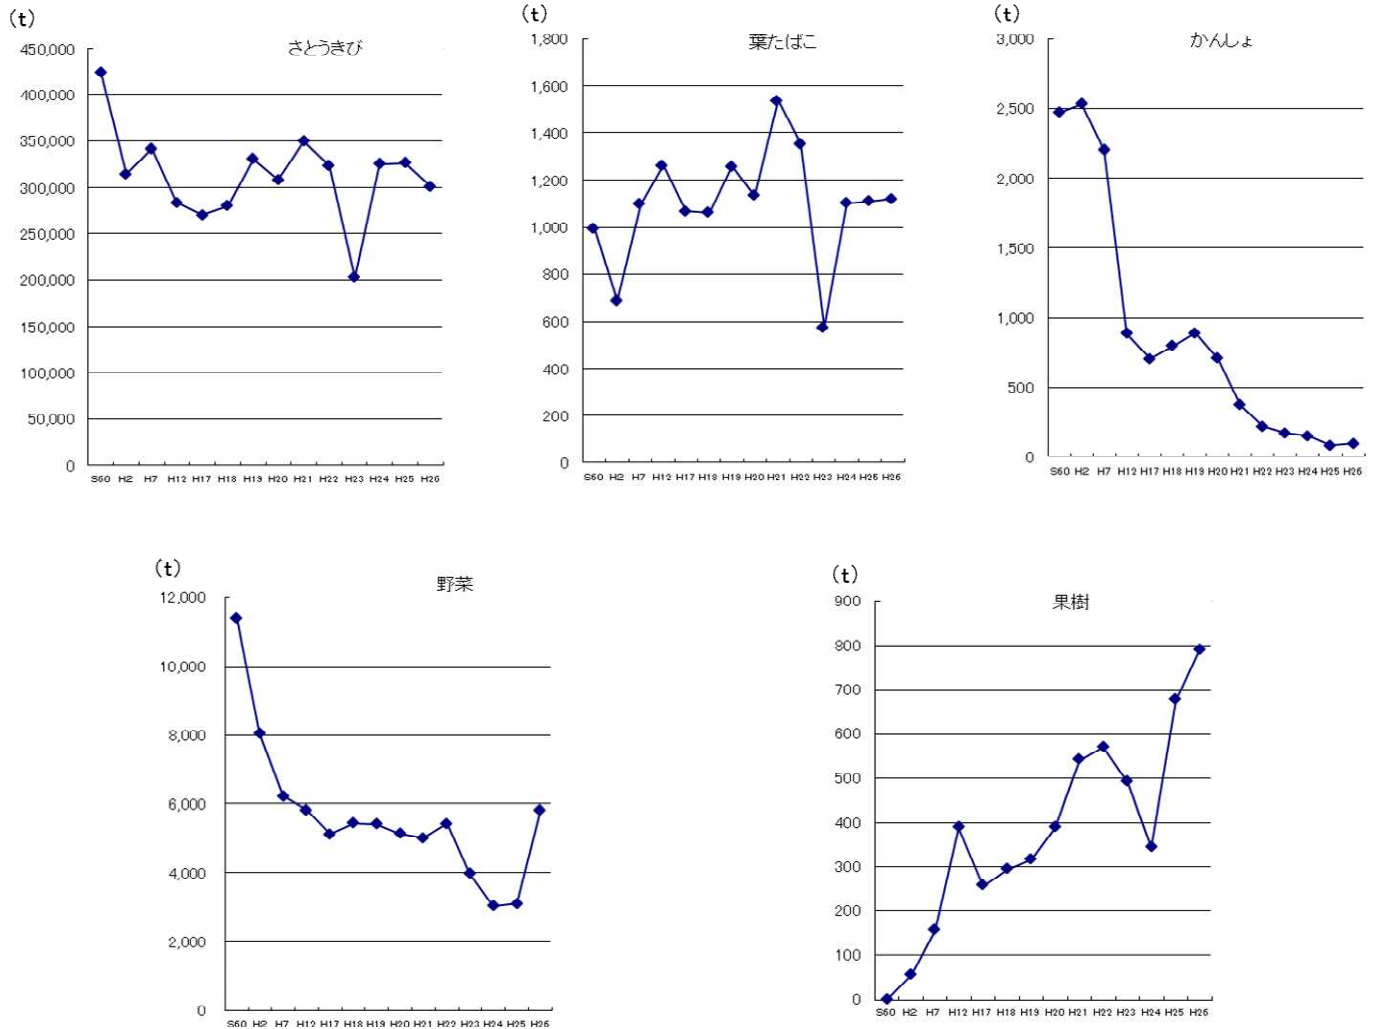 (t)
さとうきび
450,000
400,000
350,000
300,000
250,000
200,000
150,000
100,000
50,000
0
S60 H2 H7 H12 H17 H18 H19 H20 H21 H22 H23 H24 H25 H26
(t)
葉たばこ
1,800
1,600
1,400
1,200
1,000
800
600
400
200
0
S60 H2 H7 H12 H17 H18 H19 H20 H21 H22 H23 H24 H25 H26
(t)
かんしょ
3,000
2,500
2,000
1,500
1,000
500
0
S60 H2 H7 H12 H17 H18 H19 H20 H21 H22 H23 H24 H25 H26
(t)
野菜
12,000
10,000
8,000
6,000
4,000
2,000
0
S60 H2 H7 H12 H17 H18 H19 H20 H21 H22 H23 H24 H25 H26
(t)
果樹
900
800
700
600
500
400
300
200
100
0
S60 H2 H7 H12 H17 H18 H19 H20 H21 H22 H23 H24 H25 H26